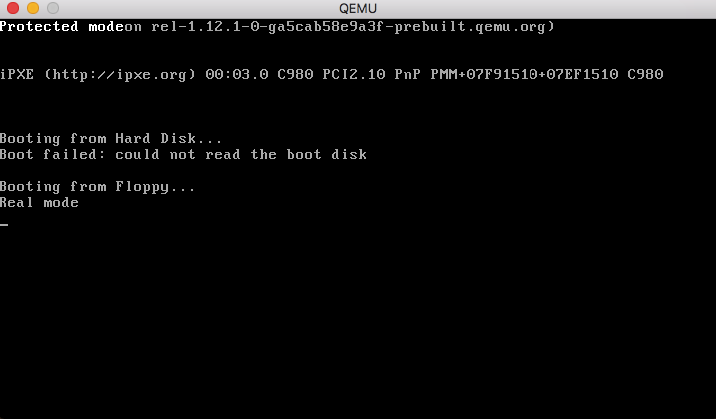 QEMU
Protected modeon rel-1.12.1-0-ga5cab58e9a3f-prebuilt.qemu.org)
iPXE (http://ipxe.org) 00:03.0 C980 PCI2.10 PnP PMM+07F91510+07EF1510 C980
Booting from Hard Disk...
Boot failed: could not read the boot disk
Booting from Floppy...
Real mode
_